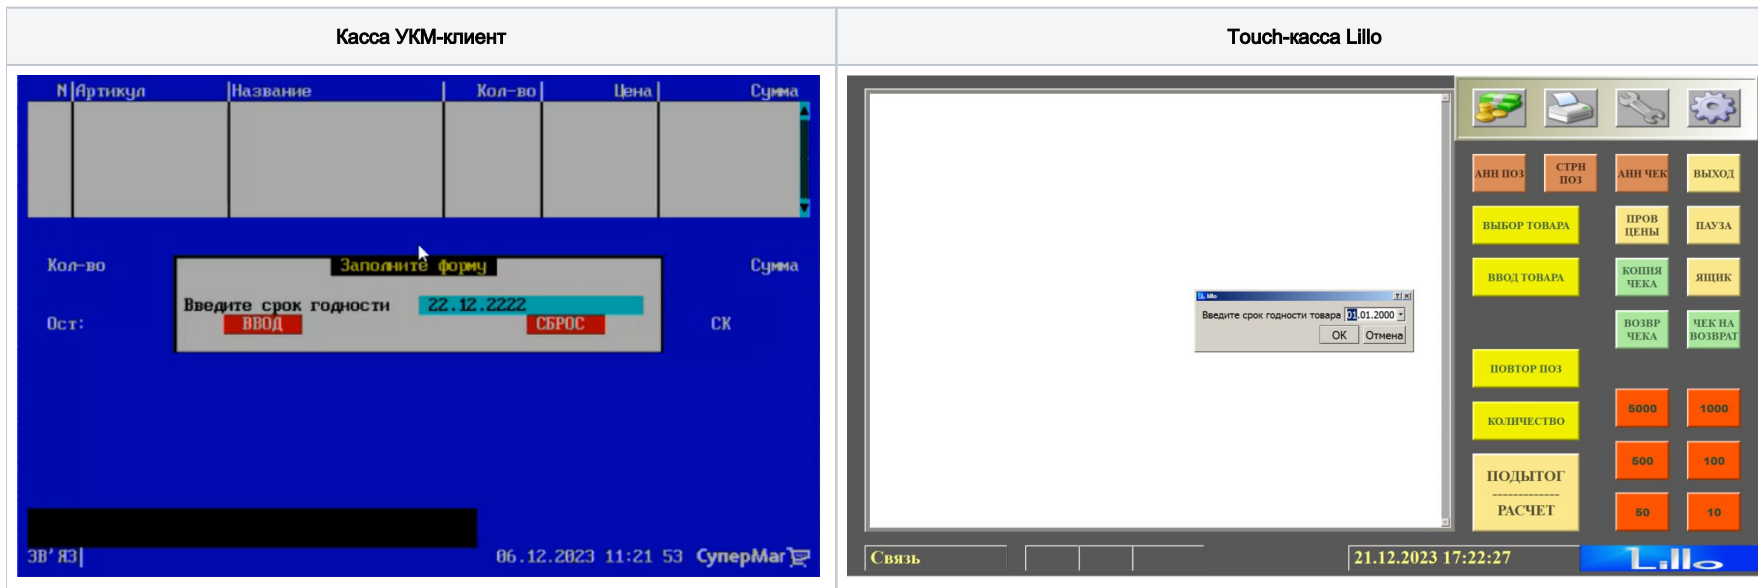 Касса УКМ-клиент
Touch-касса Lillo
N Артикул Название Кол-во Цена Сумма
Кол-во Сумма
Заполните форму
Введите срок годности 22.12.2222
ВВОД СБРОС
Ост: СК
ЗВ'ЯЗ 06.12.2023 11:21 53 СуперМаг
АНН ПОЗ
СТРН
ПОЗ
АНН ЧЕК
ВЫХОД
ВЫБОР ТОВАРА
ПРОВ
ЦЕНЫ
ПАУЗА
ВВОД ТОВАРА
КОПИЯ
ЧЕКА
ЯЩИК
Lillo
Введите срок годности товара 01.01.2000
OK Отмена
ВОЗВР
ЧЕКА
ЧЕК НА
ВОЗВРАТ
ПОВТОР ПОЗ
КОЛИЧЕСТВО
5000 1000
500 100
ПОДЫТОГ
-------------
РАСЧЕТ
50 10
Связь 21.12.2023 17:22:27 Lillo